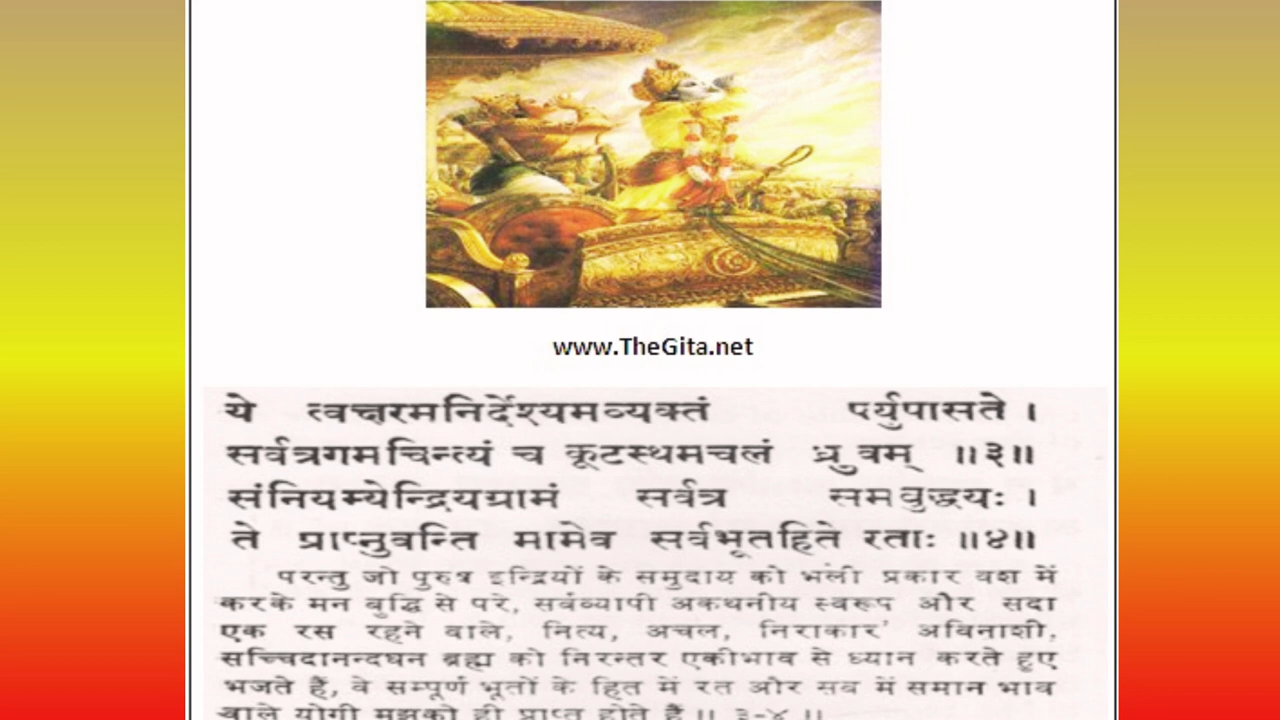 www.TheGita.net
ये त्वक्षरमनिर्देश्यमव्यक्तं पर्युपासते ।
सर्वत्रगमचिन्त्यं च कूटस्थमचलं ध्रुवम् ॥३॥
संनियम्येन्द्रियग्रामं सर्वत्र समबुद्धयः ।
ते प्राप्नुवन्ति मामेव सर्वभूतहिते रताः ॥४॥
परन्तु जो पुरुष इन्द्रियों के समुदाय को भली प्रकार वश में
करके मन बुद्धि से परे, सर्वव्यापी अकथनीय स्वरूप और सदा
एक रस रहने वाले, नित्य, अचल, निराकार' अविनाशी,
सच्चिदानन्दघन ब्रह्म को निरन्तर एकीभाव से ध्यान करते हुए
भजते हैं, वे सम्पूर्ण भूतों के हित में रत और सब में समान भाव
वाले योगी मुझको ही प्राप्त होते हैं ॥ ३-४ ॥